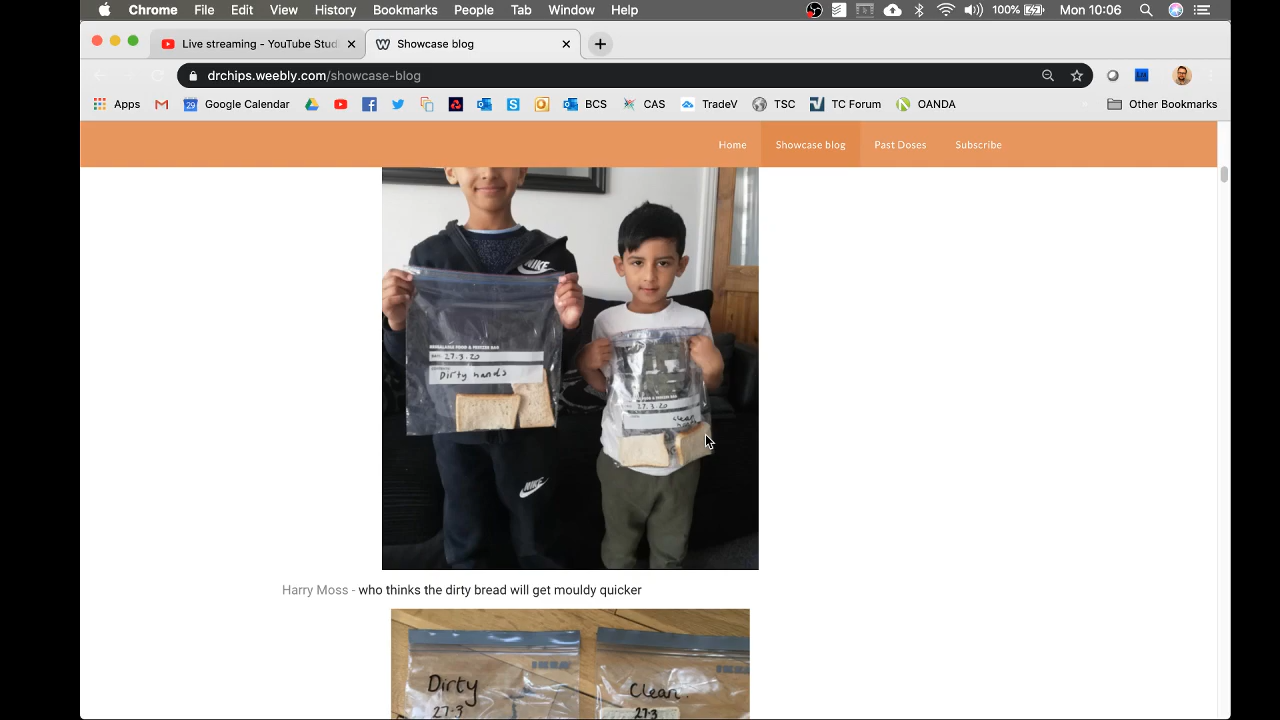 Chrome File Edit View History Bookmarks People Tab Window Help 100% Mon 10:06
Live streaming - YouTube Stud Showcase blog
drchips.weebly.com/showcase-blog
Apps Google Calendar BCS CAS TradeV TSC TC Forum OANDA Other Bookmarks
Home Showcase blog Past Doses Subscribe
NIKE
27.3.20
Dirty hands
27.3.20
clean
NIKE
Harry Moss - who thinks the dirty bread will get mouldy quicker
IKEA
Dirty
27-3
Clean.
27.3